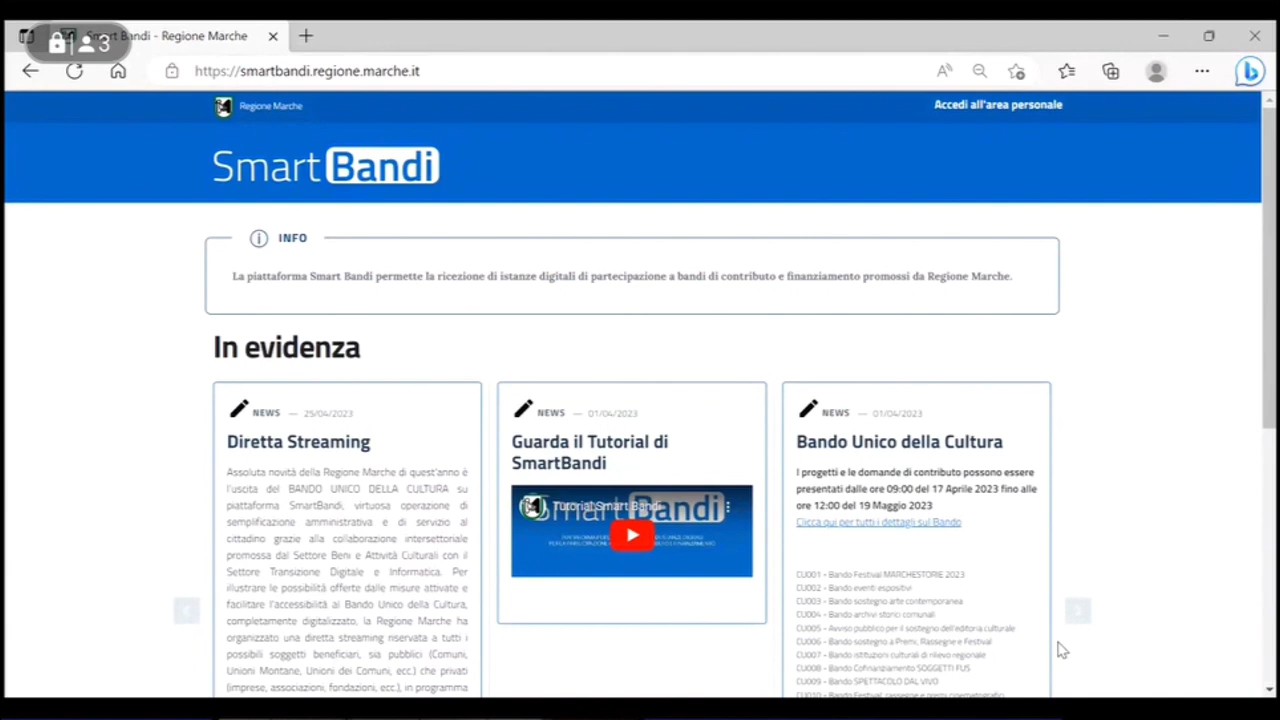 Smart Bandi - Regione Marche
3
https://smartbandi.regione.marche.it
Regione Marche
Accedi all'area personale
Smart Bandi
INFO
La piattaforma Smart Bandi permette la ricezione di istanze digitali di partecipazione a bandi di contributo e finanziamento promossi da Regione Marche.
In evidenza
NEWS — 25/04/2023
Diretta Streaming
Assoluta novità della Regione Marche di quest'anno è
l'uscita del BANDO UNICO DELLA CULTURA su
piattaforma SmartBandi, virtuosa operazione di
semplificazione amministrativa e di servizio al
cittadino grazie alla collaborazione intersettoriale
promossa dal Settore Beni e Attività Culturali con il
Settore Transizione Digitale e Informatica. Per
illustrare le possibilità offerte dalle misure attivate e
facilitare l'accessibilità al Bando Unico della Cultura,
completamente digitalizzato, la Regione Marche ha
organizzato una diretta streaming riservata a tutti i
possibili soggetti beneficiari, sia pubblici (Comuni,
Unioni Montane, Unioni dei Comuni, ecc.) che privati
(imprese, associazioni, fondazioni, ecc.), in programma
NEWS — 01/04/2023
Guarda il Tutorial di
SmartBandi
Tutorial Smart Bandi
Smart Bandi
NEWS — 01/04/2023
Bando Unico della Cultura
I progetti e le domande di contributo possono essere
presentati dalle ore 09:00 del 17 Aprile 2023 fino alle
ore 12:00 del 19 Maggio 2023
Clicca qui per tutti i dettagli sul Bando
CU001 - Bando Festival MARCHESTORIE 2023
CU002 - Bando eventi espositivi
CU003 - Bando sostegno arte contemporanea
CU004 - Bando archivi storici comunali
CU005 - Avviso pubblico per il sostegno dell'editoria culturale
CU006 - Bando sostegno a Premi, Rassegne e Festival
CU007 - Bando istituzioni culturali di rilievo regionale
CU008 - Bando Cofinanziamento SOGGETTI FUS
CU009 - Bando SPETTACOLO DAL VIVO
CU010 - Bando Festival, rassegne e premi cinematografici